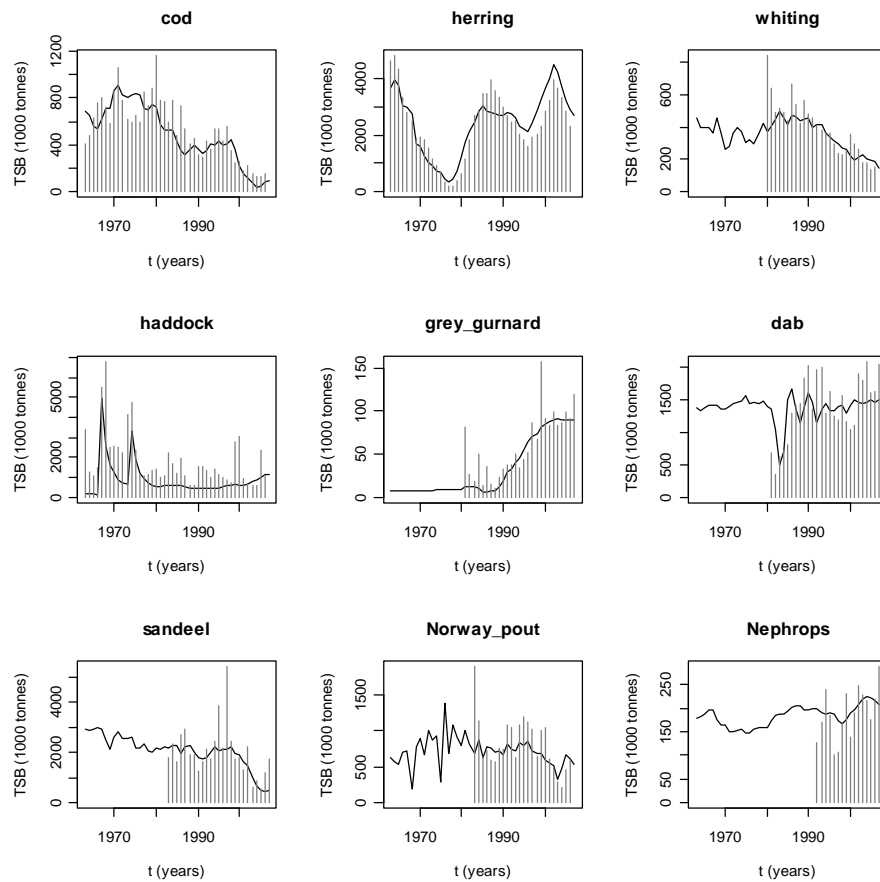 cod
herring
whiting
TSB (1000 tonnes)
0 400 800 1200
1970 1990
t (years)
TSB (1000 tonnes)
0 2000 4000
1970 1990
t (years)
TSB (1000 tonnes)
0 200 600
1970 1990
t (years)
haddock
grey_gurnard
dab
TSB (1000 tonnes)
0 2000 5000
1970 1990
t (years)
TSB (1000 tonnes)
0 50 100 150
1970 1990
t (years)
TSB (1000 tonnes)
0 500 1500
1970 1990
t (years)
sandeel
Norway_pout
Nephrops
TSB (1000 tonnes)
0 2000 4000
1970 1990
t (years)
TSB (1000 tonnes)
0 500 1500
1970 1990
t (years)
TSB (1000 tonnes)
0 50 150 250
1970 1990
t (years)